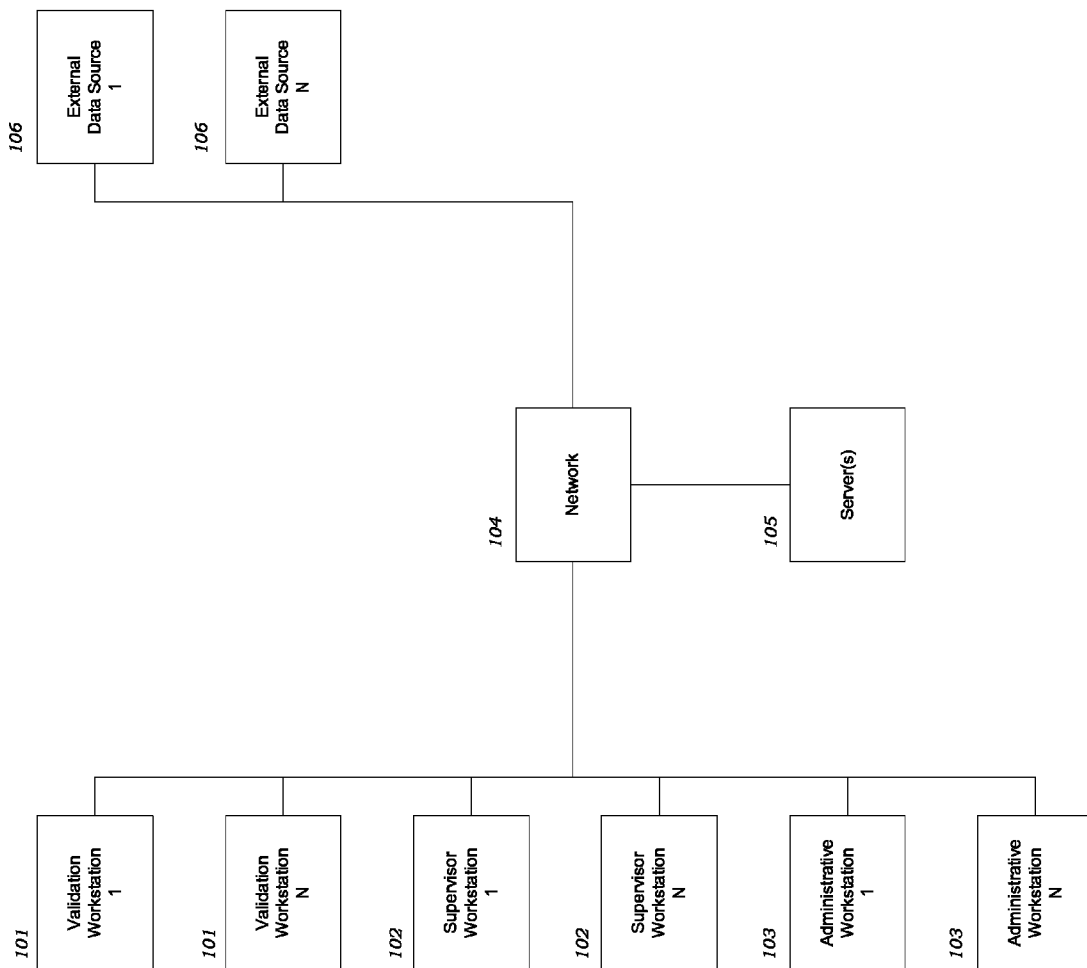 101
Validation
Workstation
1
101
Validation
Workstation
N
102
Supervisor
Workstation
1
102
Supervisor
Workstation
N
103
Administrative
Workstation
1
103
Administrative
Workstation
N
104
Network
105
Server(s)
106
External
Data Source
1
106
External
Data Source
N